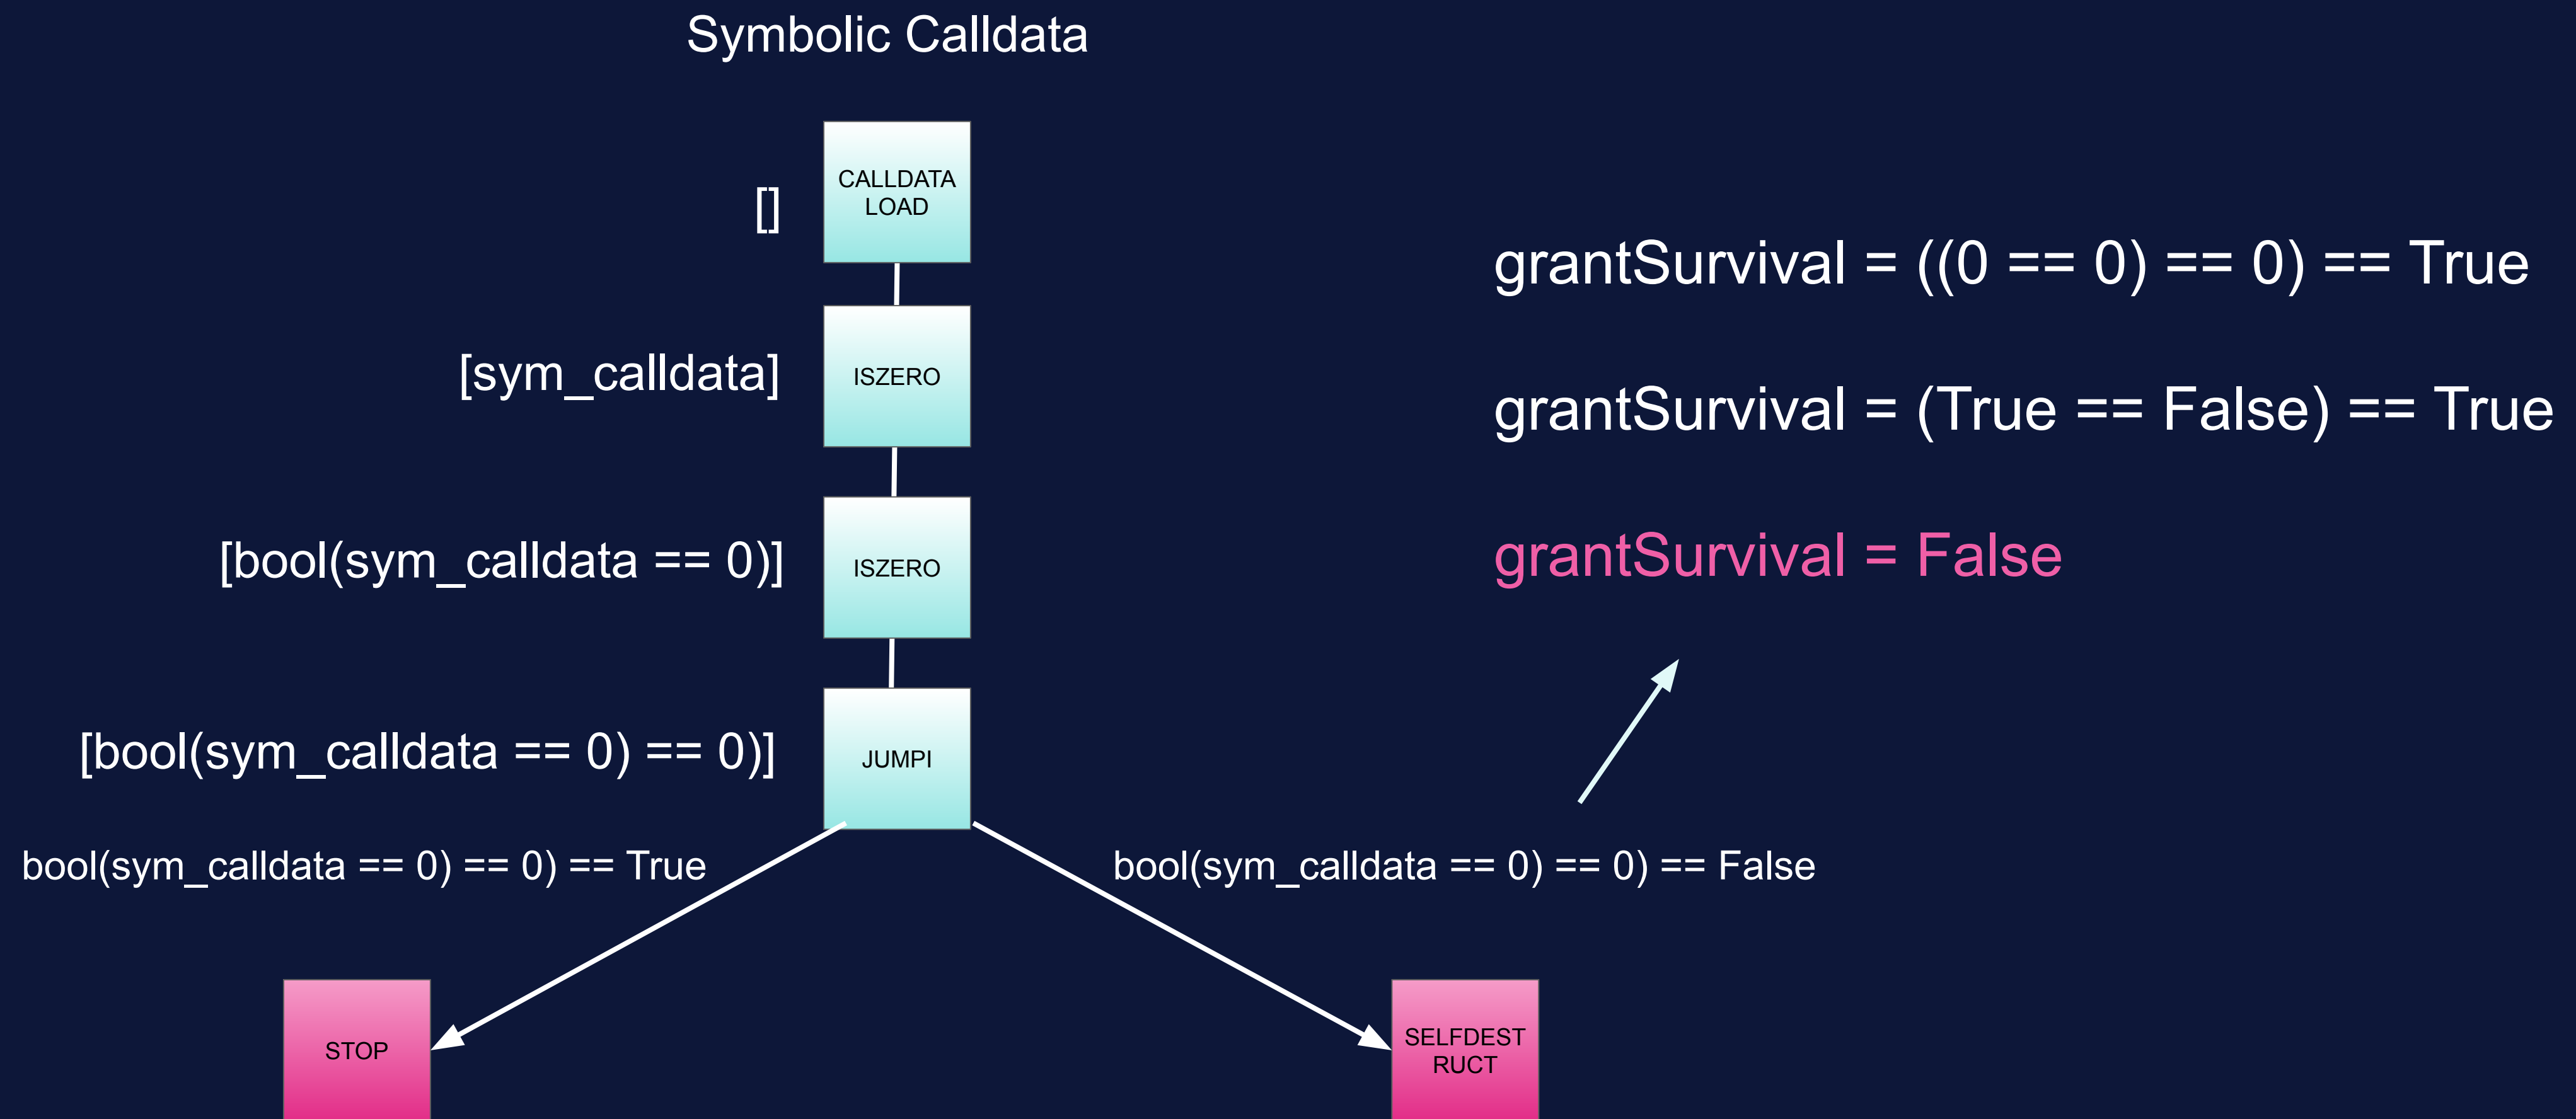 Symbolic Calldata
[]
CALLDATA
LOAD
grantSurvival = ((0 == 0) == 0) == True
[sym_calldata]
ISZERO
grantSurvival = (True == False) == True
[bool(sym_calldata == 0)]
ISZERO
grantSurvival = False
[bool(sym_calldata == 0) == 0)]
JUMPI
bool(sym_calldata == 0) == 0) == True
bool(sym_calldata == 0) == 0) == False
STOP
SELFDEST
RUCT